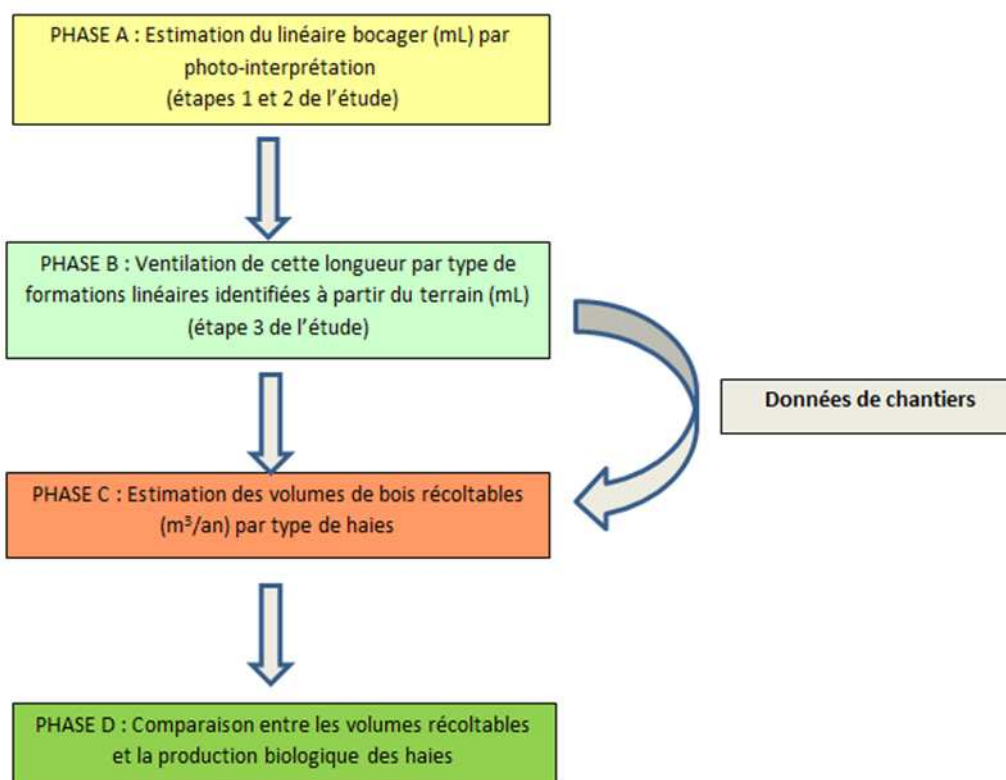 PHASE A : Estimation du linéaire bocager (mL) par
photo-interprétation
(étapes 1 et 2 de l’étude)
PHASE B : Ventilation de cette longueur par type de
formations linéaires identifiées à partir du terrain (mL)
(étape 3 de l’étude)
Données de chantiers
PHASE C : Estimation des volumes de bois récoltables
(m³/an) par type de haies
PHASE D : Comparaison entre les volumes récoltables
et la production biologique des haies